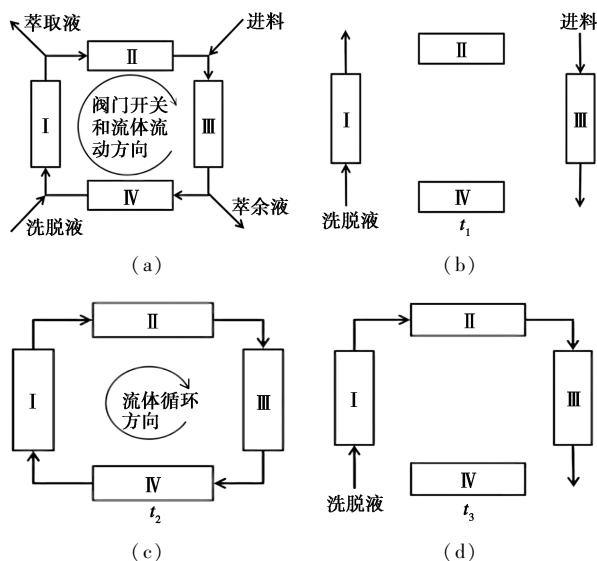 萃取液
进料
Ⅱ
Ⅰ
阀门开关
和流体流
动方向
Ⅲ
Ⅳ
洗脱液
萃余液
(a)
进料
Ⅱ
Ⅰ
Ⅲ
Ⅳ
洗脱液
t₁
(b)
Ⅱ
Ⅰ
流体循环
方向
Ⅲ
Ⅳ
t₂
(c)
Ⅱ
Ⅰ
Ⅲ
Ⅳ
洗脱液
t₃
(d)